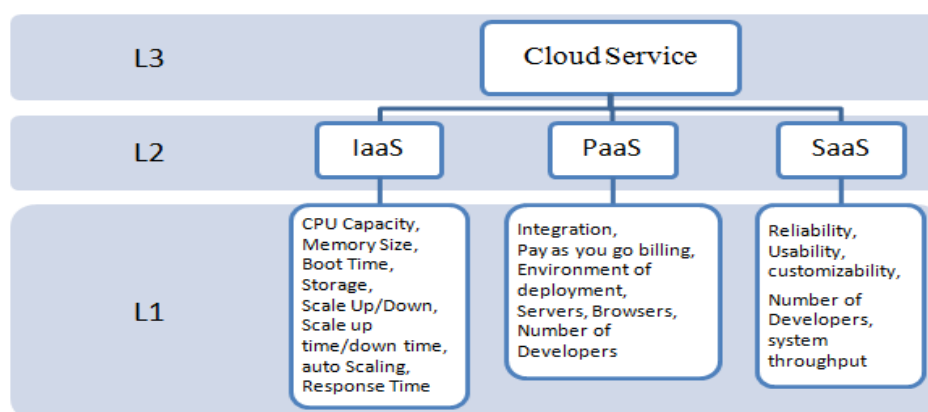 L3
Cloud Service
L2
IaaS
PaaS
SaaS
L1
CPU Capacity,
Memory Size,
Boot Time,
Storage,
Scale Up/Down,
Scale up
time/down time,
auto Scaling,
Response Time
Integration,
Pay as you go billing,
Environment of
deployment,
Servers, Browsers,
Number of
Developers
Reliability,
Usability,
customizability,
Number of
Developers,
system
throughput